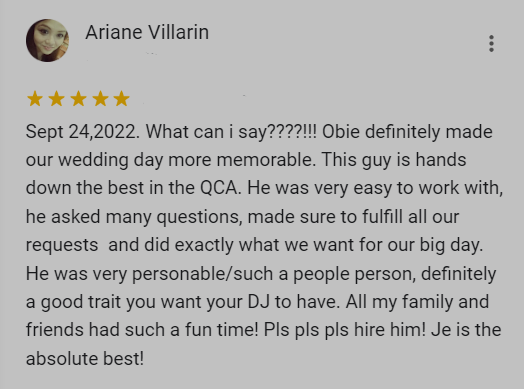 Ariane Villarin
Sept 24,2022. What can i say????!!! Obie definitely made
our wedding day more memorable. This guy is hands
down the best in the QCA. He was very easy to work with,
he asked many questions, made sure to fulfill all our
requests  and did exactly what we want for our big day.
He was very personable/such a people person, definitely
a good trait you want your DJ to have. All my family and
friends had such a fun time! Pls pls pls hire him! Je is the
absolute best!